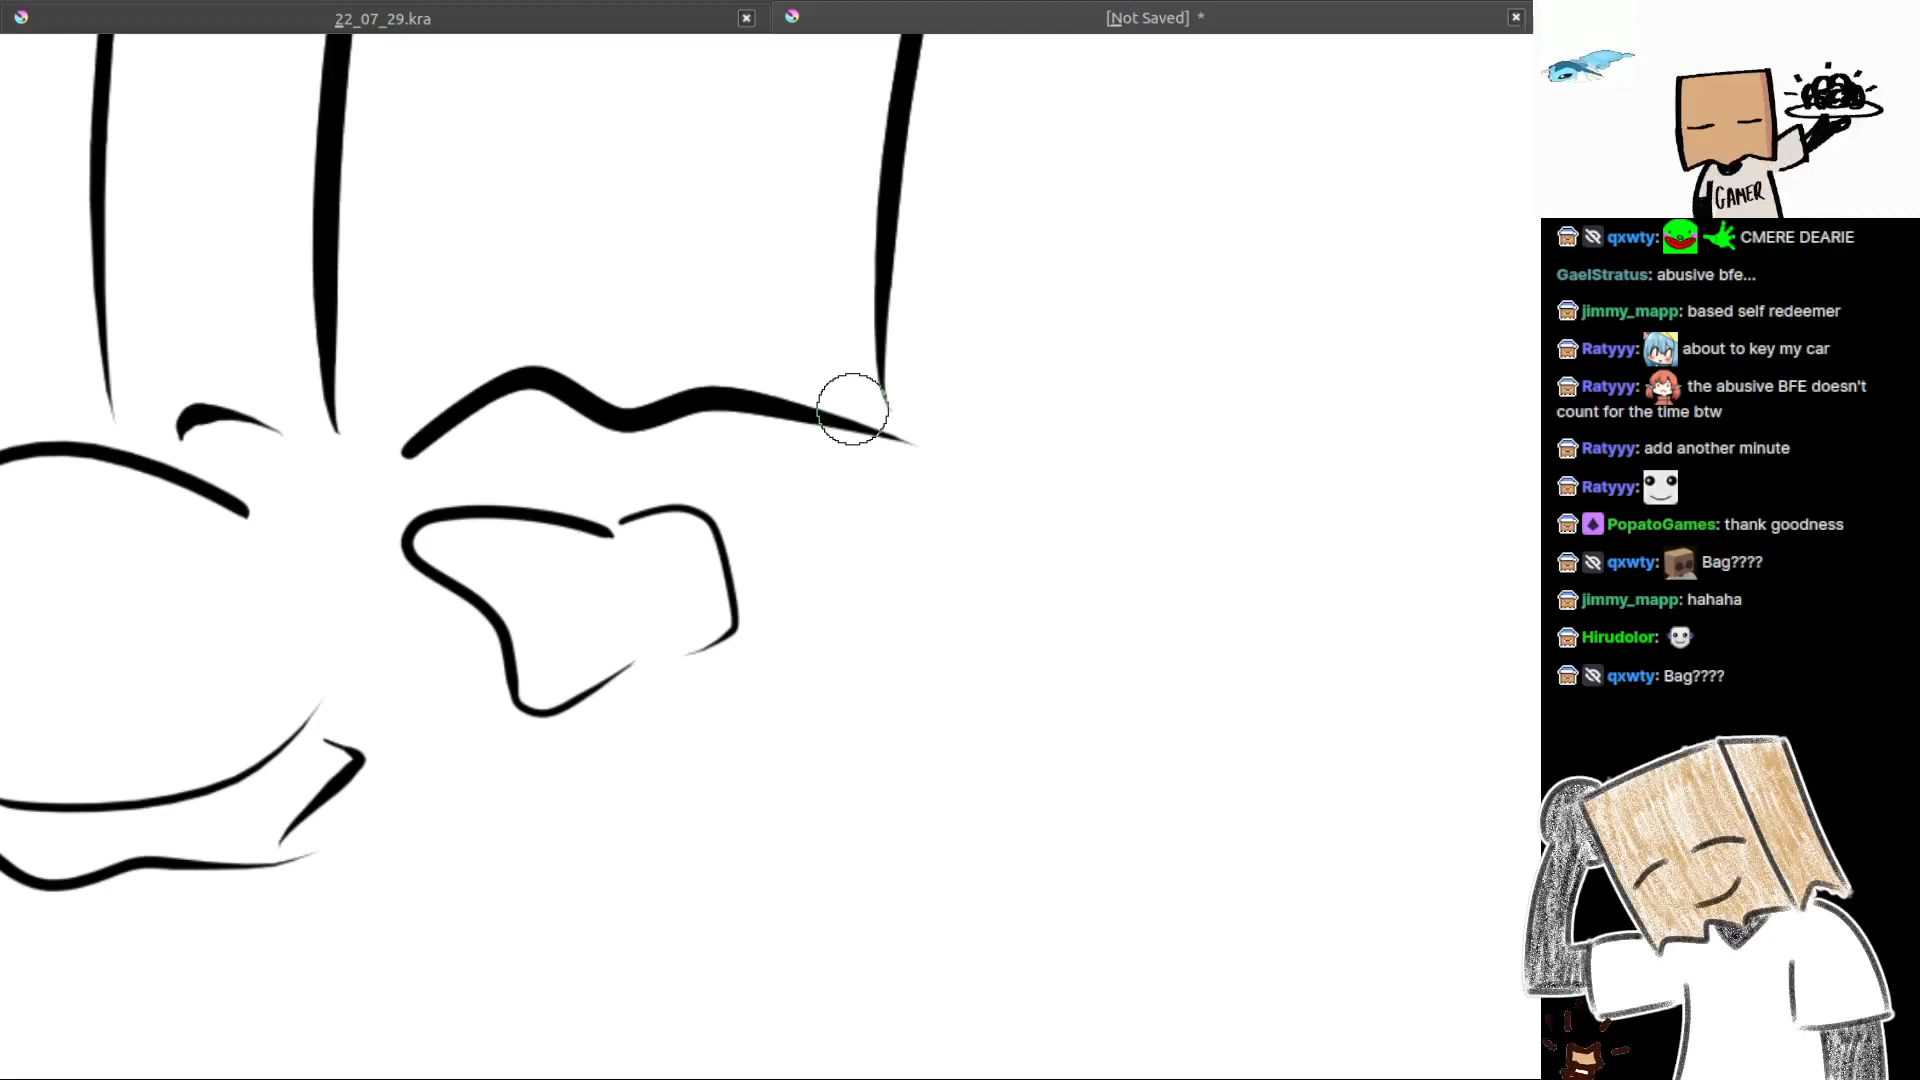 22_07_29.kra
[Not Saved] *
GAMER
qxwty: CMERE DEARIE
GaelStratus: abusive bfe...
jimmy_mapp: based self redeemer
Ratyyy: about to key my car
Ratyyy: the abusive BFE doesn't
count for the time btw
Ratyyy: add another minute
Ratyyy:
PopatoGames: thank goodness
qxwty: Bag????
jimmy_mapp: hahaha
Hirudolor:
qxwty: Bag????